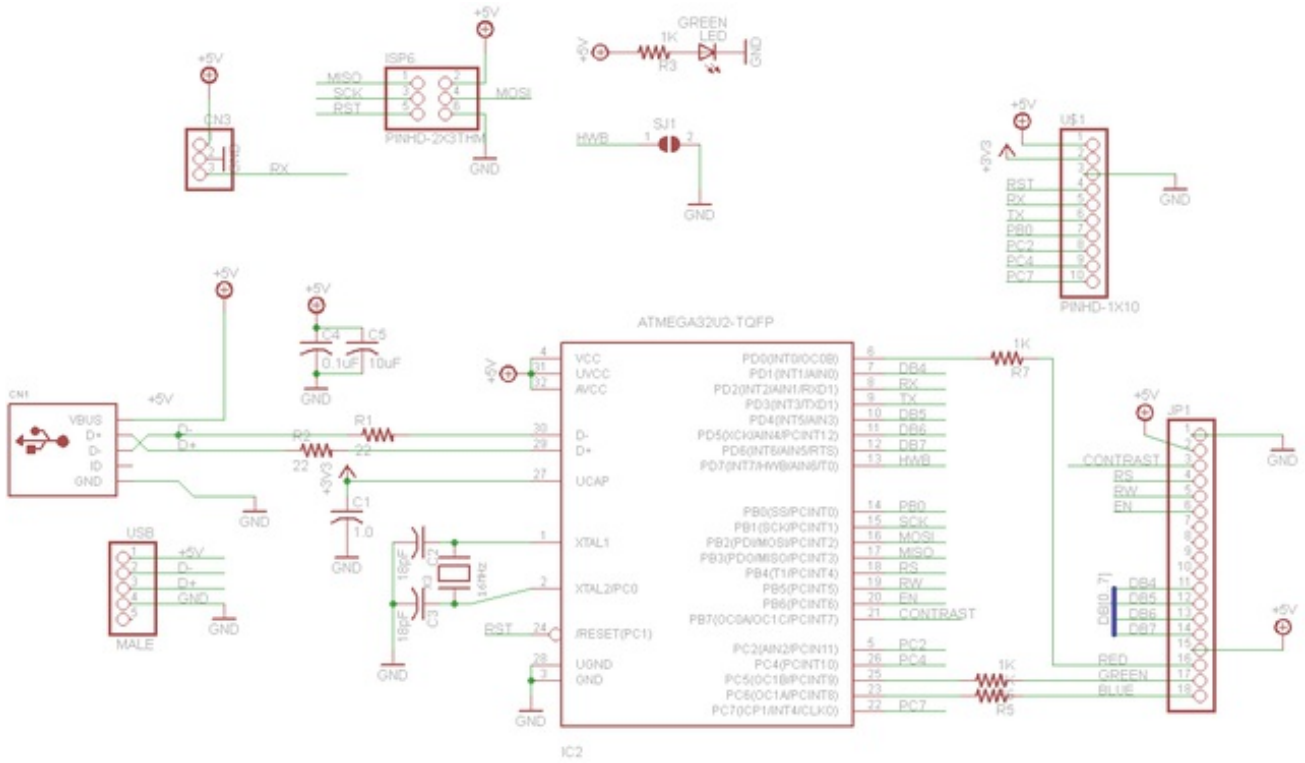 +5V
GREEN
LED
1K
+5V
R3
GND
+5V
ISP6
MISO 1 2
SCK 3 4 MOSI
RST 5 6
PINHD-2X3THM
GND
CN3
1
2 GND
3 RX
SJ1
HWB 1 2
GND
+5V
U$1
+3V3
1
2
3
GND
RST 4
RX 5
TX 6
PB0 7
PC2 8
PC4 9
PC7 10
PINHD-1X10
+5V
+5V
C4 C5
0.1uF 10uF
GND
CN1
+5V
VBUS
D+ D-
D- D+
ID
GND
GND
R1
R2 22
22
+3V3
C1
1.0
GND
USB
1 +5V
2 D-
3 D+
4 GND
5
GND
MALE
18pF C2
16MHz
18pF C3
GND
ATMEGA32U2-TQFP
+5V
4 VCC
31 UVCC
32 AVCC
30 D-
29 D+
27 UCAP
1 XTAL1
2 XTAL2/PC0
RST 24 /RESET(PC1)
28 UGND
3 GND
GND
IC2
PD0(INT0/OC0B) 6
PD1(INT1/AIN0) 7 DB4
PD2(INT2/AIN1/RXD1) 8 RX
PD3(INT3/TXD1) 9 TX
PD4(INT5/AIN3) 10 DB5
PD5(XCK/AIN4/PCINT12) 11 DB6
PD6(INT6/AIN5/RTS) 12 DB7
PD7(INT7/HWB/AIN6/T0) 13 HWB
PB0(SS/PCINT0) 14 PB0
PB1(SCK/PCINT1) 15 SCK
PB2(PDI/MOSI/PCINT2) 16 MOSI
PB3(PDO/MISO/PCINT3) 17 MISO
PB4(T1/PCINT4) 18 RS
PB5(PCINT5) 19 RW
PB6(PCINT6) 20 EN
PB7(OC0A/OC1C/PCINT7) 21 CONTRAST
PC2(AIN2/PCIN11) 5 PC2
PC4(PCINT10) 26 PC4
PC5(OC1B/PCINT9) 25
PC6(OC1A/PCINT8) 23
PC7(ICP1/INT4/CLK0) 22 PC7
1K
R7
1K
R5
+5V
JP1
1
2
GND
CONTRAST 3
RS 4
RW 5
EN 6
7
8
9
10
DB[0..7]
DB4 11
DB5 12
DB6 13
DB7 14
15
+5V
RED 16
GREEN 17
BLUE 18